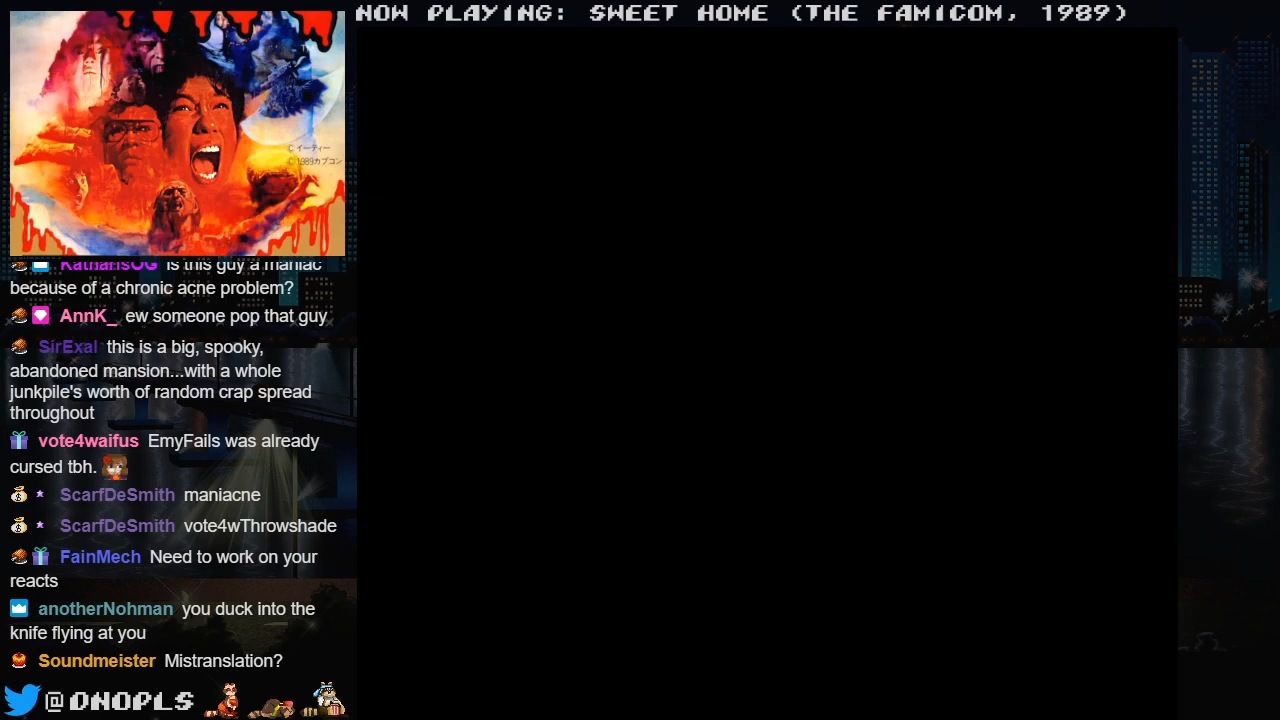 NOW PLAYING: SWEET HOME (THE FAMICOM, 1989)
© イーティー
© 1989カプコン
KatharisOG is this guy a maniac
because of a chronic acne problem?
AnnK_ ew someone pop that guy
SirExal this is a big, spooky,
abandoned mansion...with a whole
junkpile's worth of random crap spread
throughout
vote4waifus EmyFails was already
cursed tbh.
ScarfDeSmith maniacne
ScarfDeSmith vote4wThrowshade
FainMech Need to work on your
reacts
anotherNohman you duck into the
knife flying at you
Soundmeister Mistranslation?
@DNOPLS